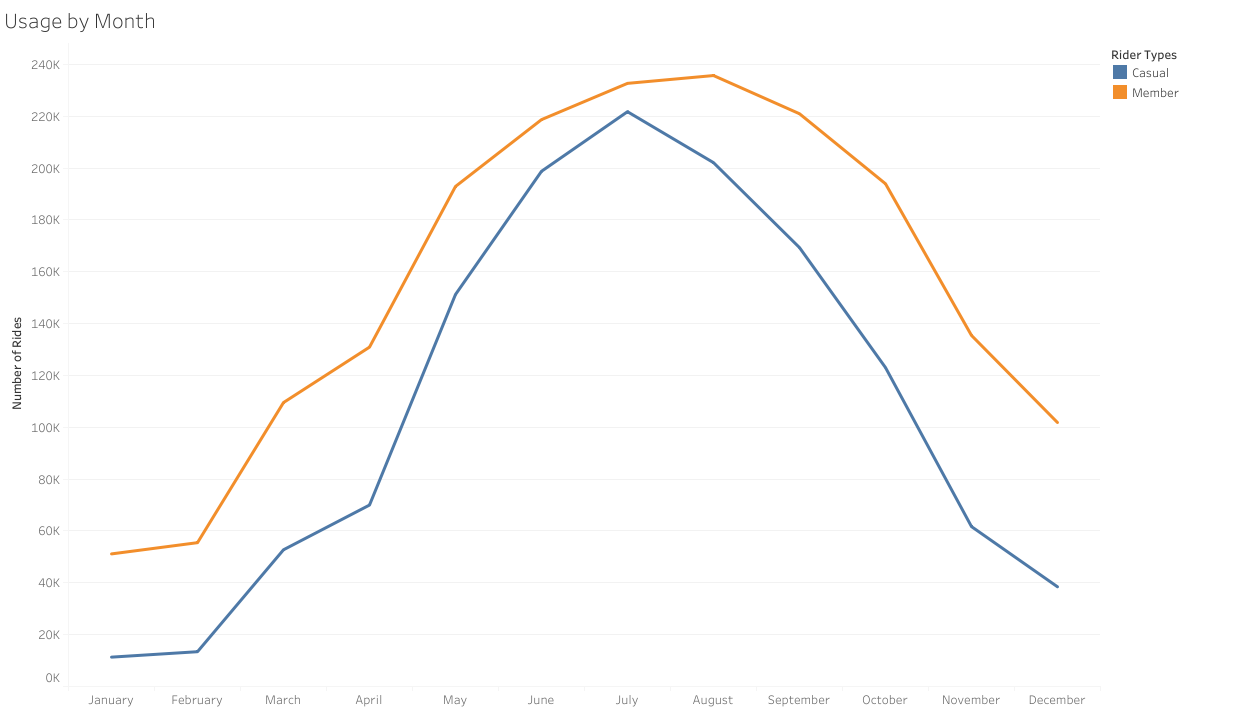 Usage by Month
Rider Types
Casual
Member
Number of Rides
240K
220K
200K
180K
160K
140K
120K
100K
80K
60K
40K
20K
0K
January February March April May June July August September October November December